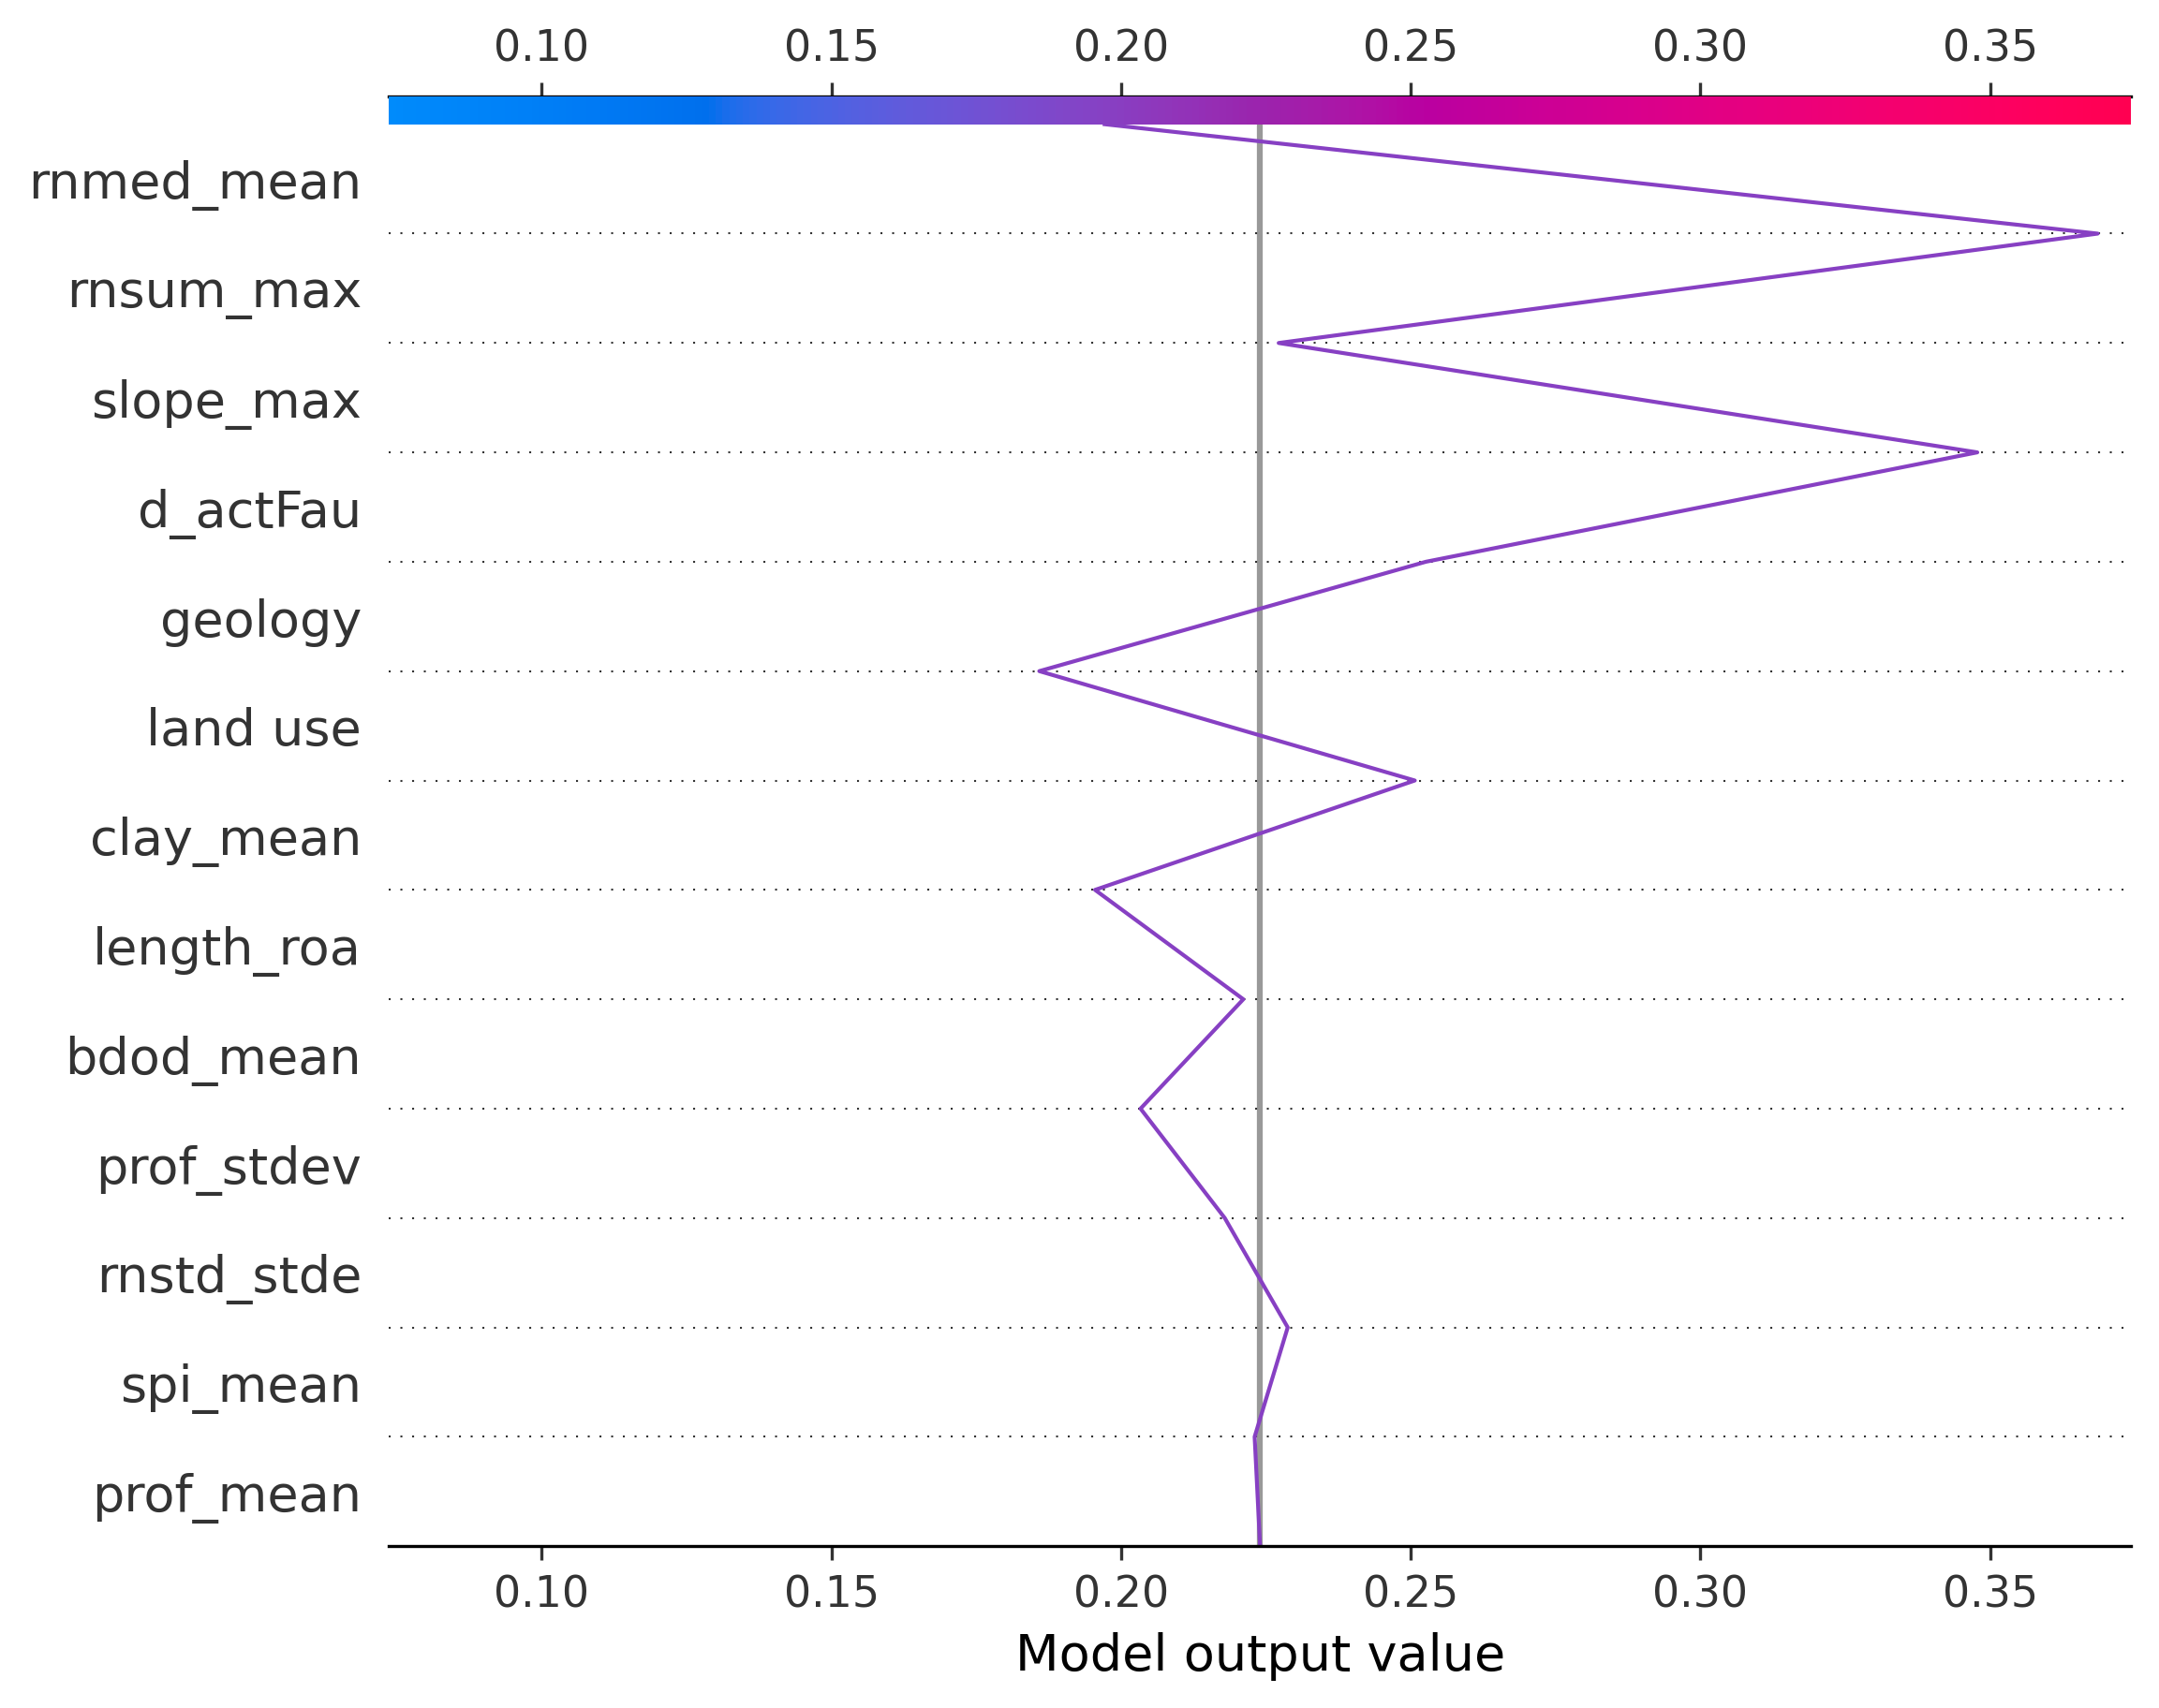 0.10 0.15 0.20 0.25 0.30 0.35
rnmed_mean
rnsum_max
slope_max
d_actFau
geology
land use
clay_mean
length_roa
bdod_mean
prof_stdev
rnstd_stde
spi_mean
prof_mean
0.10 0.15 0.20 0.25 0.30 0.35
Model output value